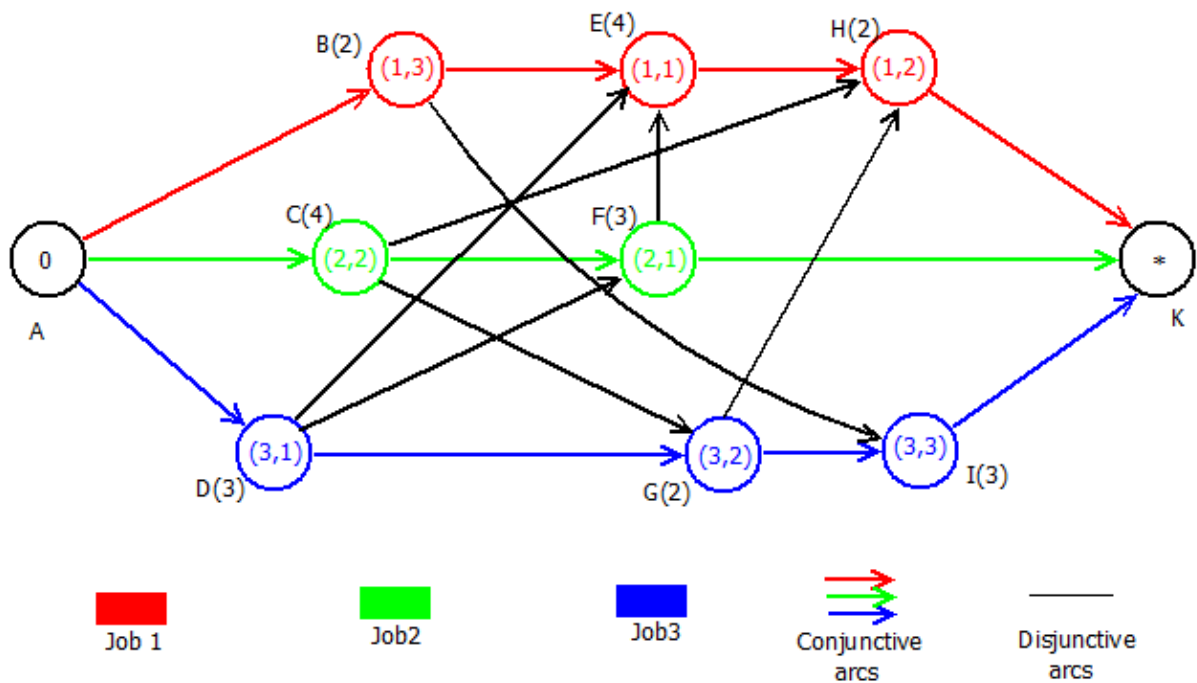 E(4)
H(2)
B(2)
(1,3)
(1,1)
(1,2)
C(4)
F(3)
0
(2,2)
(2,1)
*
A
K
(3,1)
(3,2)
(3,3)
D(3)
G(2)
I(3)
Job 1
Job2
Job3
Conjunctive
arcs
Disjunctive
arcs